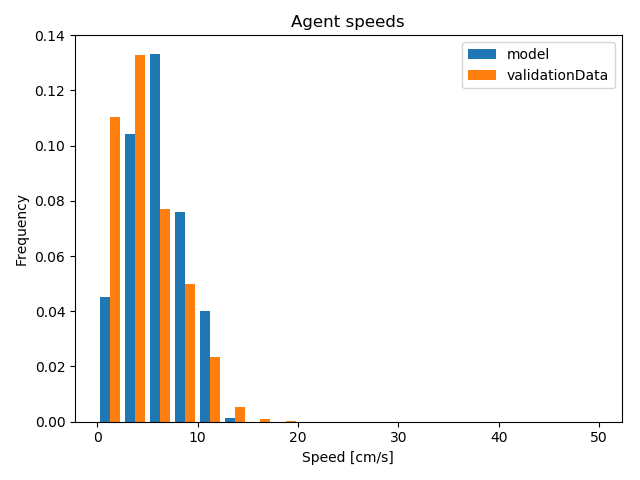 Agent speeds
model
validationData
0.14
0.12
0.10
0.08
0.06
0.04
0.02
0.00
Frequency
0 10 20 30 40 50
Speed [cm/s]